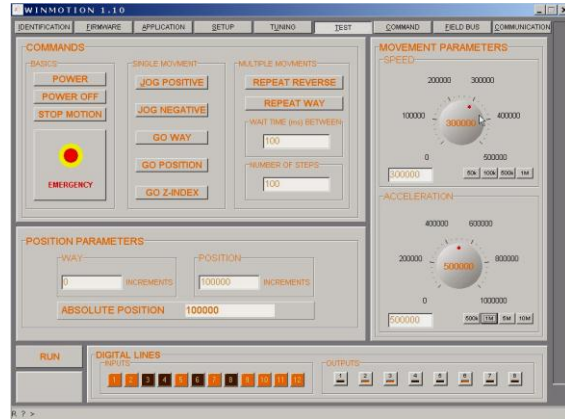 WINMOTION 1.10
IDENTIFICATION FIRMWARE APPLICATION SETUP TUNING TEST COMMAND FIELD BUS COMMUNICATION
COMMANDS
BASICS
POWER
POWER OFF
STOP MOTION
EMERGENCY
SINGLE MOVMENT
JOG POSITIVE
JOG NEGATIVE
GO WAY
GO POSITION
GO Z-INDEX
MULTIPLE MOVMENTS
REPEAT REVERSE
REPEAT WAY
WAIT TIME (ms) BETWEEN
100
NUMBER OF STEPS
100
MOVEMENT PARAMETERS
SPEED
200000 300000
100000 300000 400000
0 500000
300000 50k 100k 500k 1M
ACCELERATION
400000 600000
200000 500000 800000
0 1000000
500000 500k 1M 5M 10M
POSITION PARAMETERS
WAY
0 INCREMENTS
POSITION
100000 INCREMENTS
ABSOLUTE POSITION 100000
RUN
DIGITAL LINES
INPUTS
1 2 3 4 5 6 7 8 9 10 11 12
OUTPUTS
1 2 3 4 5 6 7 8
R ? >